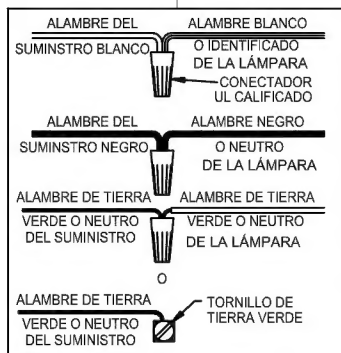 ALAMBRE DEL ALAMBRE BLANCO
SUMINSTRO BLANCO O IDENTIFICADO
DE LA LÁMPARA
CONECTADOR
UL CALIFICADO
ALAMBRE DEL ALAMBRE NEGRO
SUMINSTRO NEGRO O NEUTRO
DE LA LÁMPARA
ALAMBRE DE TIERRA ALAMBRE DE TIERRA
VERDE O NEUTRO VERDE O NEUTRO
DEL SUMINISTRO DE LA LÁMPARA
O
ALAMBRE DE TIERRA TORNILLO DE
VERDE O NEUTRO TIERRA VERDE
DEL SUMINISTRO